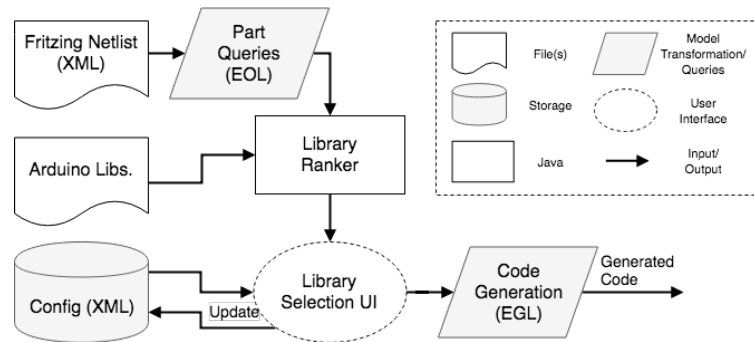 Fritzing Netlist
(XML)
Part
Queries
(EOL)
Arduino Libs.
Library
Ranker
Config (XML)
Update
Library
Selection UI
Code
Generation
(EGL)
Generated
Code
File(s)
Model
Transformation/
Queries
Storage
User
Interface
Java
Input/
Output